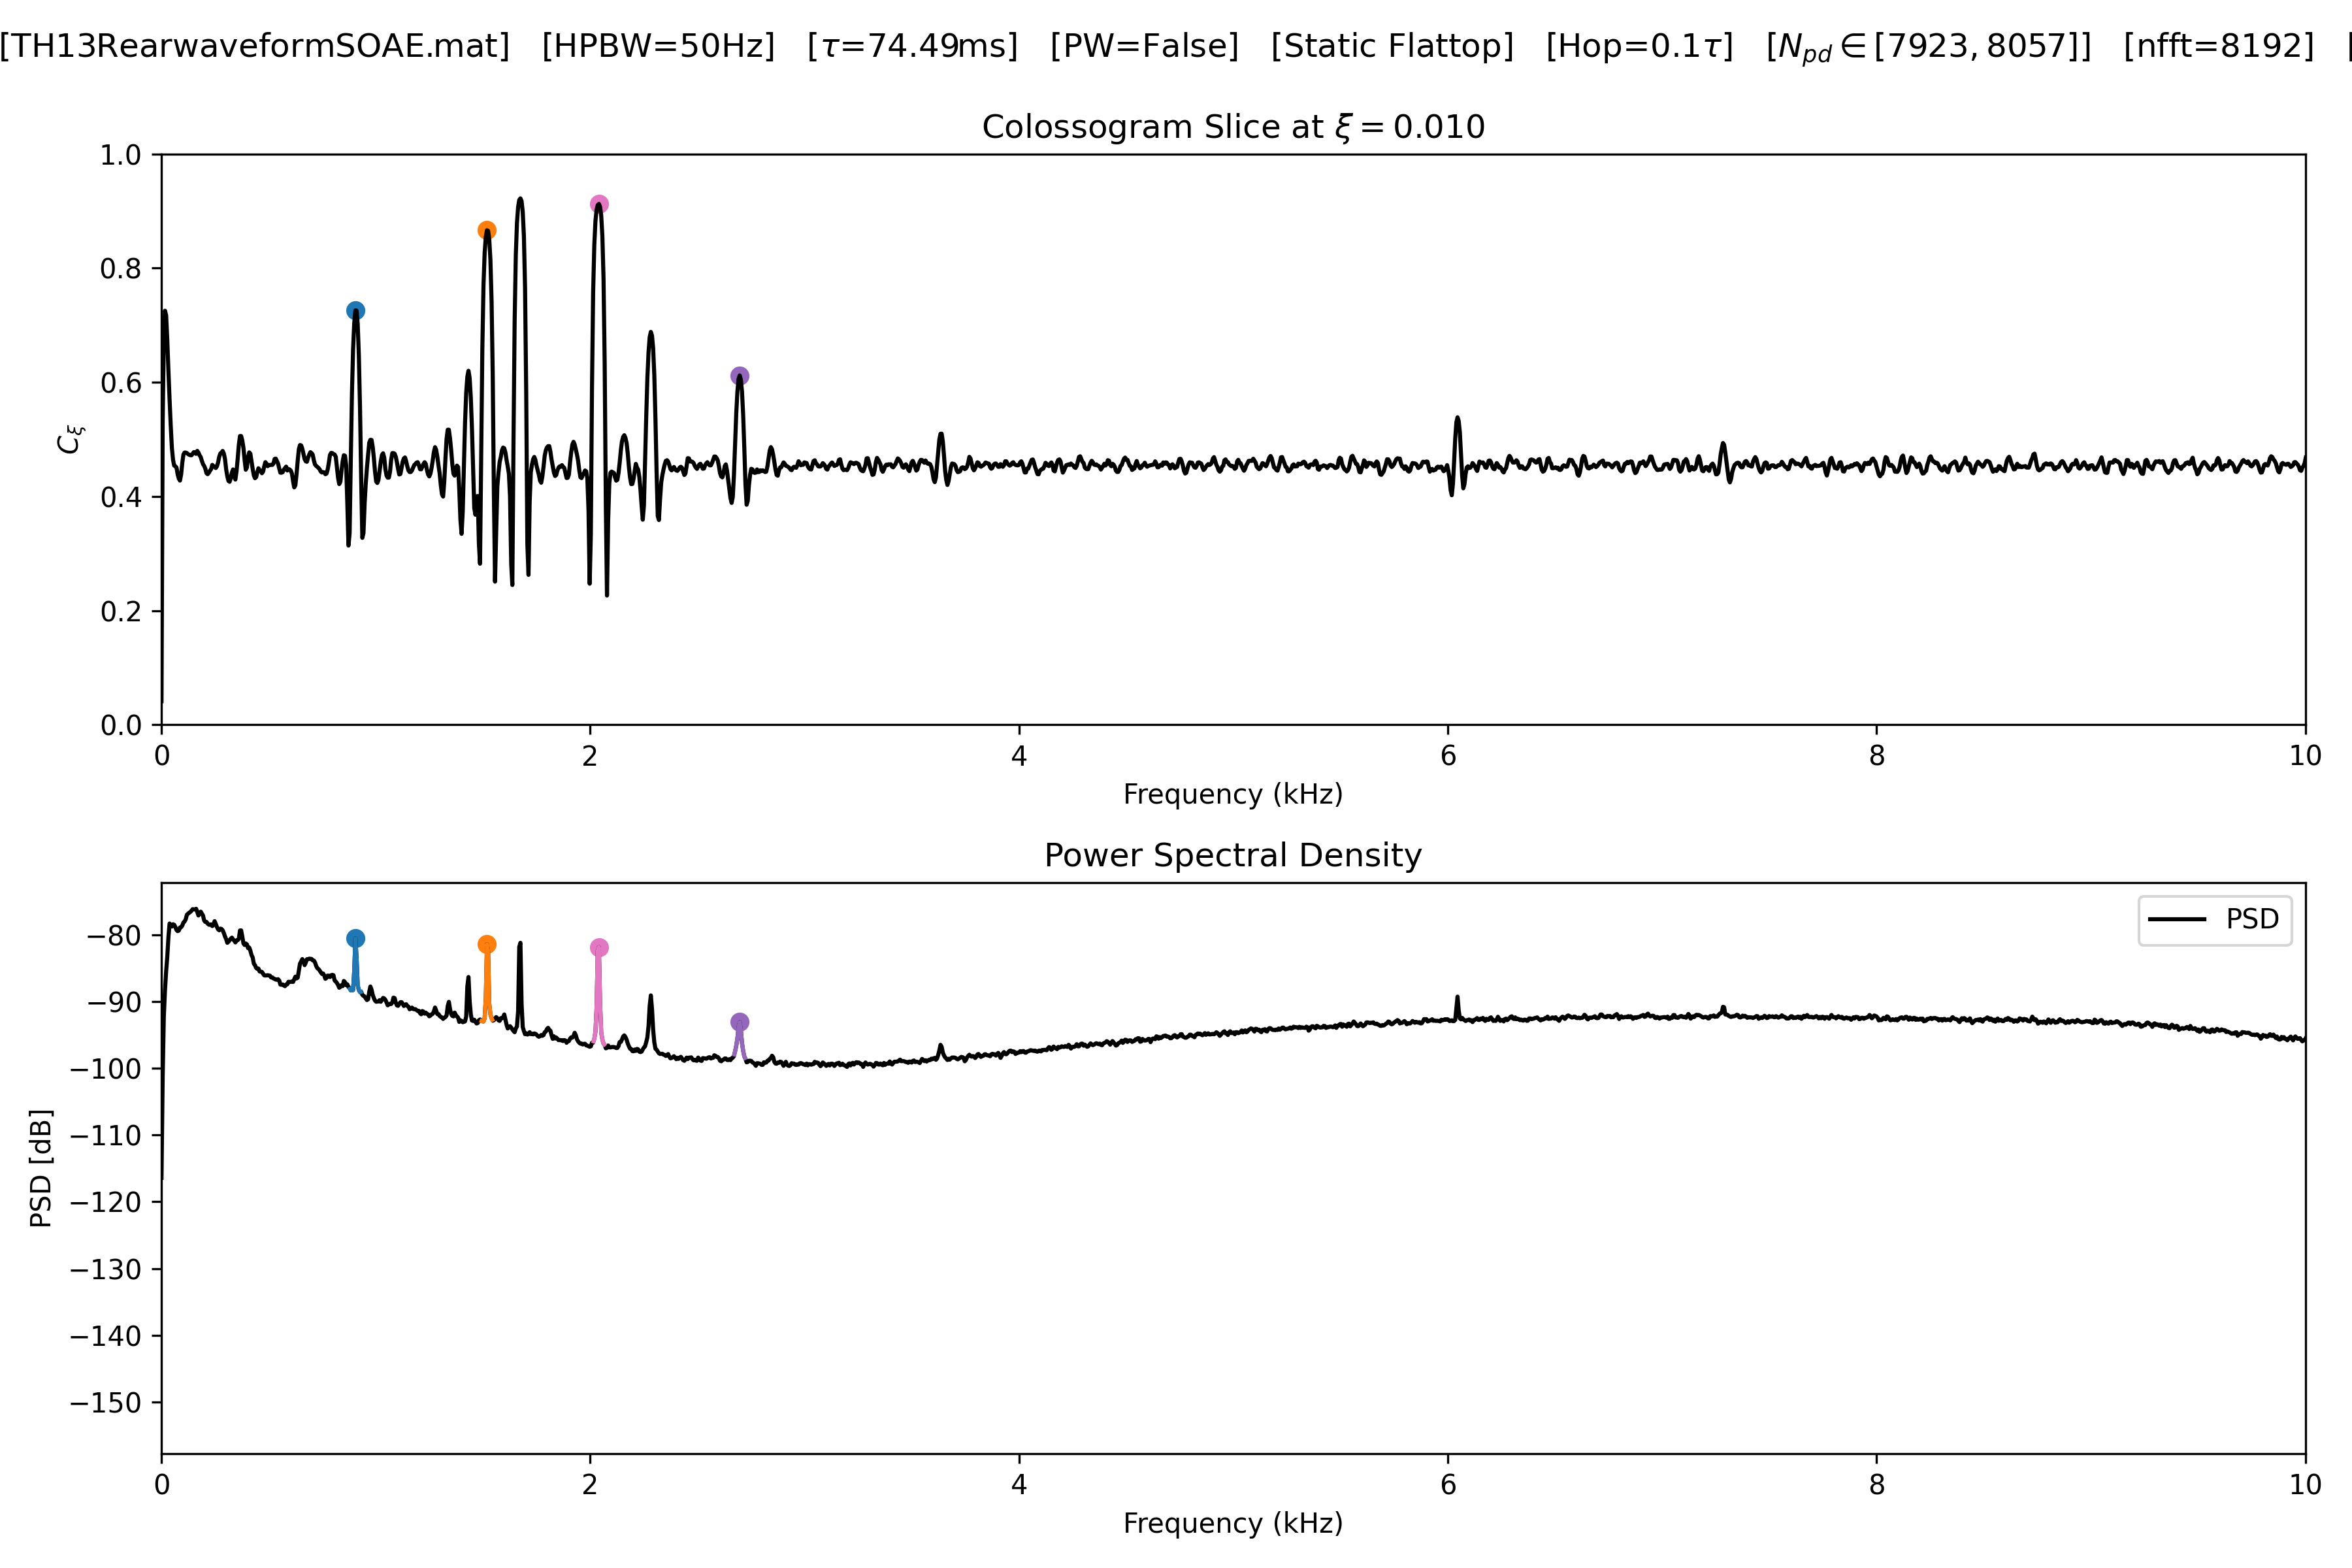 [TH13RearwaveformSOAE.mat] [HPBW=50Hz] [τ=74.49ms] [PW=False] [Static Flattop] [Hop=0.1τ] [N_{pd} ∈ [7923, 8057]] [nfft=8192] [
Colossogram Slice at ξ = 0.010
1.0
0.8
0.6
0.4
0.2
0.0
C_ξ
0 2 4 6 8 10
Frequency (kHz)
Power Spectral Density
PSD
−80
−90
−100
−110
−120
−130
−140
−150
PSD [dB]
0 2 4 6 8 10
Frequency (kHz)